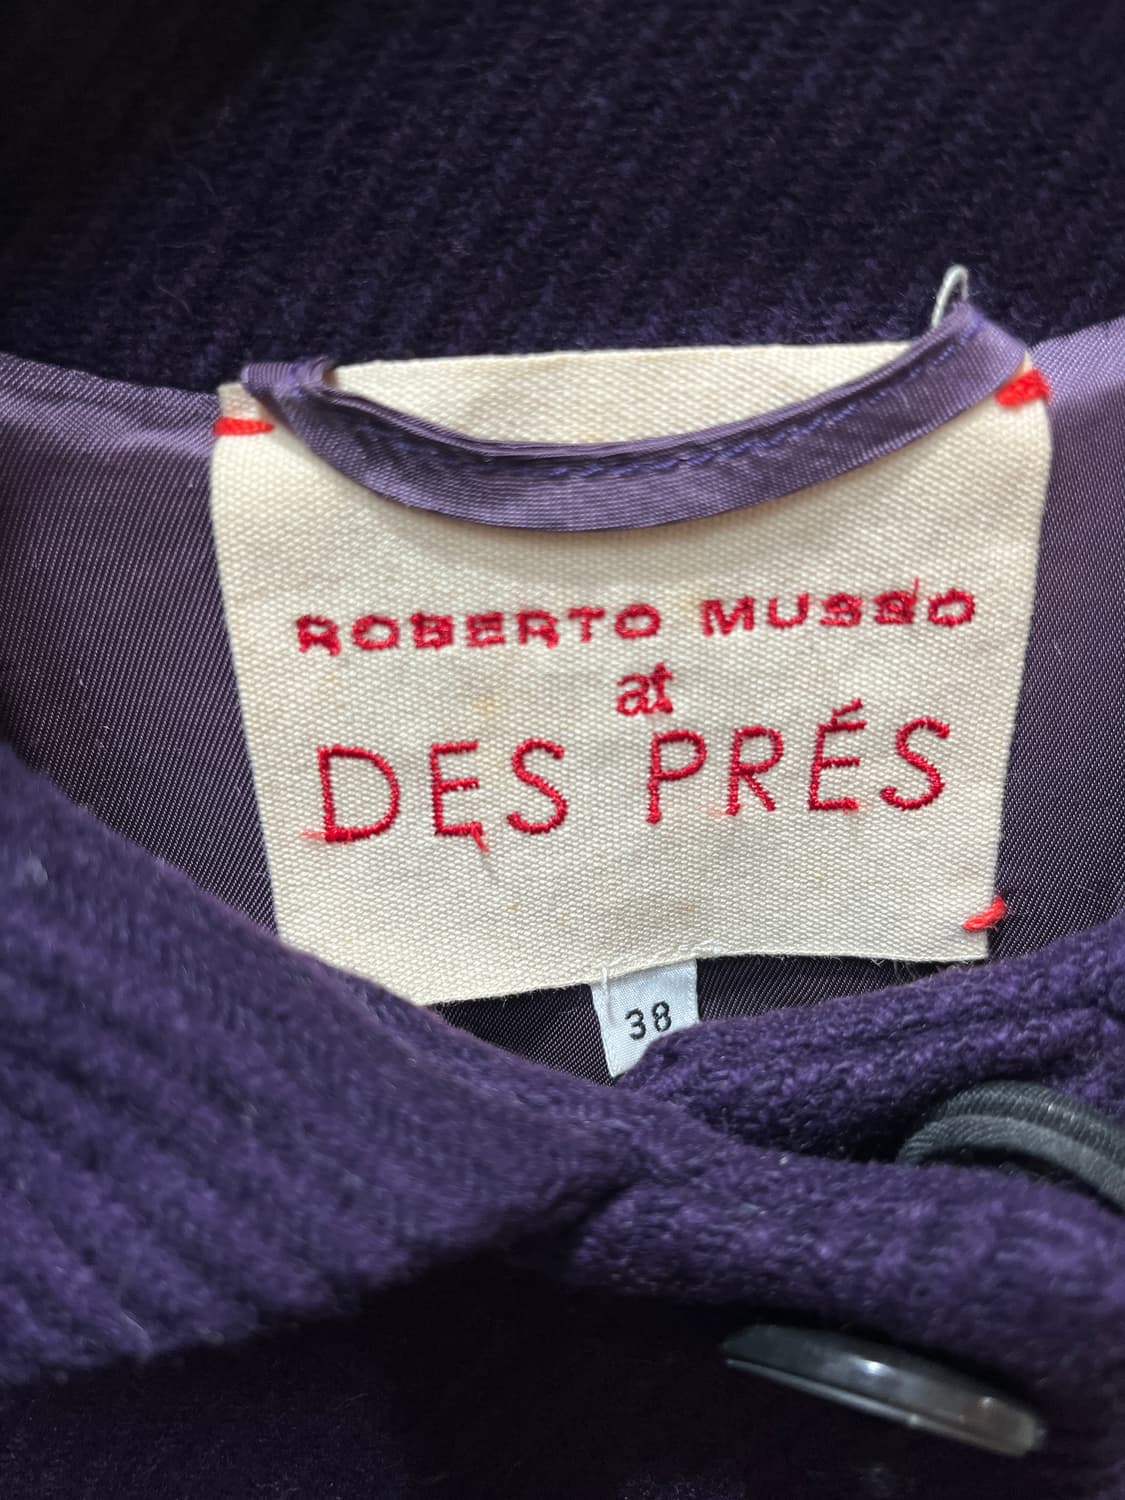 ROBERTO MUSSO
at
DES PRÉS
38